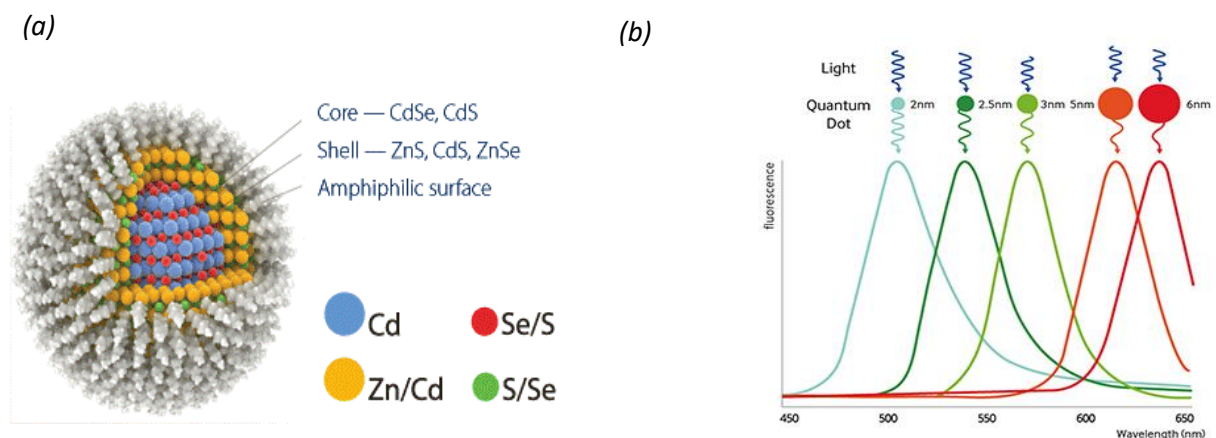 (a)
Core — CdSe, CdS
Shell — ZnS, CdS, ZnSe
Amphiphilic surface
Cd
Se/S
Zn/Cd
S/Se
(b)
Light
Quantum
Dot
2nm
2.5nm
3nm
5nm
6nm
fluorescence
450
500
550
600
650
Wavelength (nm)